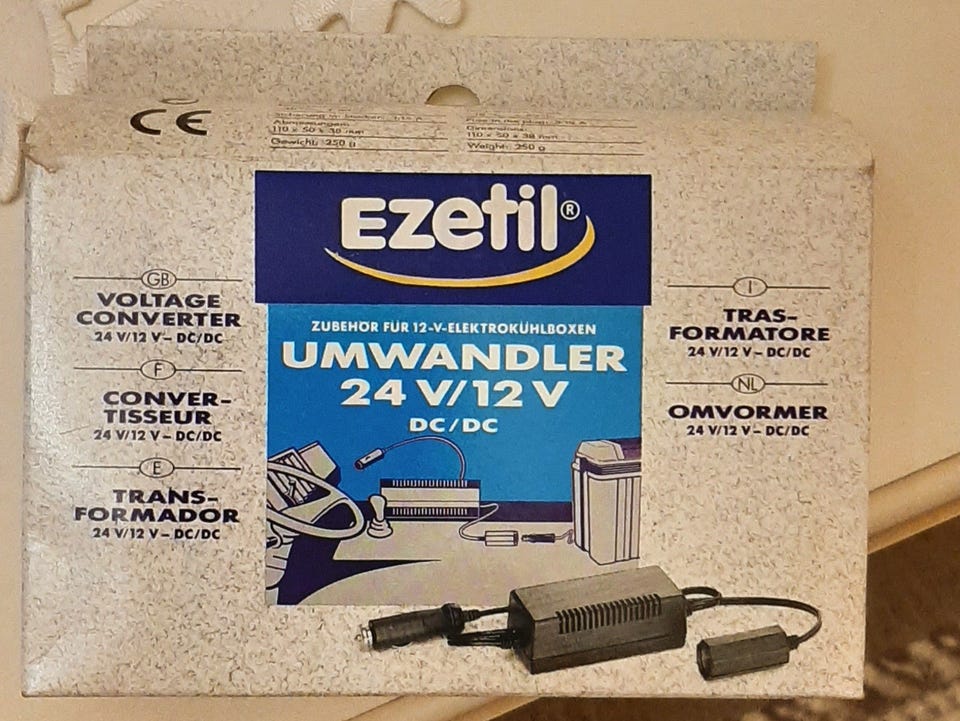 CE
Abmessungen:
110 x 50 x 38 mm
Gewicht: 250 g
Dimensions:
110 x 50 x 38 mm
Weight: 250 g
EZetil®
ZUBEHÖR FÜR 12-V-ELEKTROKÜHLBOXEN
UMWANDLER
24 V/12 V
DC/DC
GB
VOLTAGE
CONVERTER
24 V/12 V – DC/DC
F
CONVER-
TISSEUR
24 V/12 V – DC/DC
E
TRANS-
FORMADOR
24 V/12 V – DC/DC
I
TRAS-
FORMATORE
24 V/12 V – DC/DC
NL
OMVORMER
24 V/12 V – DC/DC